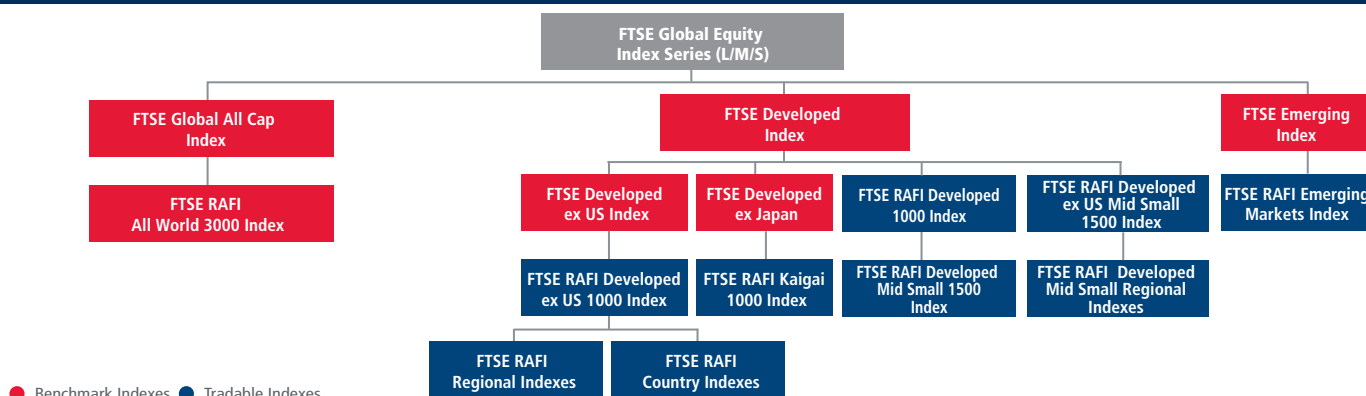 FTSE Global Equity
Index Series (L/M/S)
FTSE Global All Cap
Index
FTSE Developed
Index
FTSE Emerging
Index
FTSE RAFI
All World 3000 Index
FTSE Developed
ex US Index
FTSE Developed
ex Japan
FTSE RAFI Developed
1000 Index
FTSE RAFI Developed
ex US Mid Small
1500 Index
FTSE RAFI Emerging
Markets Index
FTSE RAFI Developed
ex US 1000 Index
FTSE RAFI Kaigai
1000 Index
FTSE RAFI Developed
Mid Small 1500
Index
FTSE RAFI Developed
Mid Small Regional
Indexes
FTSE RAFI
Regional Indexes
FTSE RAFI
Country Indexes
Benchmark Indexes
Tradable Indexes